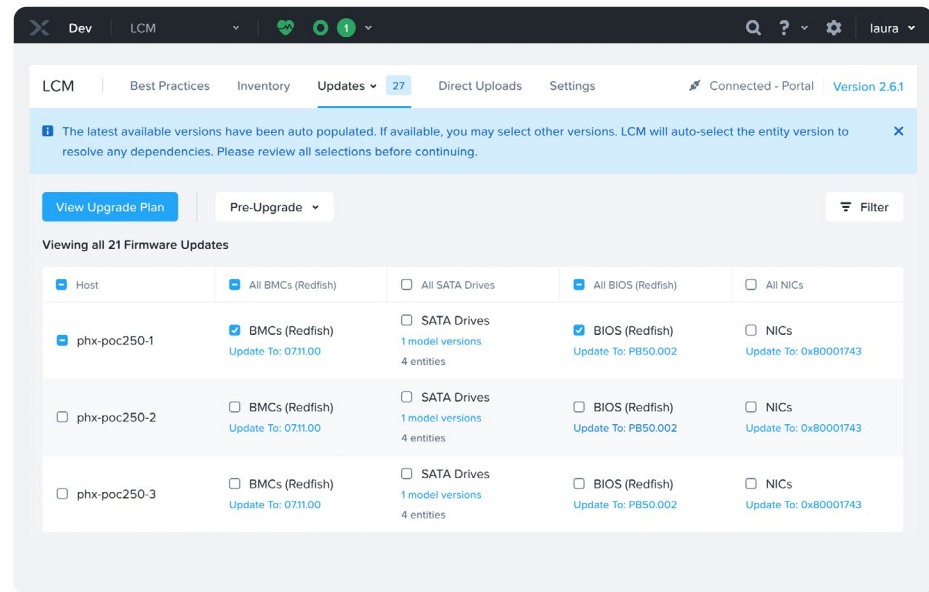 Dev LCM 1 ? laura
LCM Best Practices Inventory Updates 27 Direct Uploads Settings Connected - Portal Version 2.6.1
The latest available versions have been auto populated. If available, you may select other versions. LCM will auto-select the entity version to
resolve any dependencies. Please review all selections before continuing.
View Upgrade Plan Pre-Upgrade Filter
Viewing all 21 Firmware Updates
Host All BMCs (Redfish) All SATA Drives All BIOS (Redfish) All NICs
phx-poc250-1 BMCs (Redfish) SATA Drives BIOS (Redfish) NICs
Update To: 07.11.00 1 model versions Update To: PB50.002 Update To: 0x80001743
4 entities
phx-poc250-2 BMCs (Redfish) SATA Drives BIOS (Redfish) NICs
Update To: 07.11.00 1 model versions Update To: PB50.002 Update To: 0x80001743
4 entities
phx-poc250-3 BMCs (Redfish) SATA Drives BIOS (Redfish) NICs
Update To: 07.11.00 1 model versions Update To: PB50.002 Update To: 0x80001743
4 entities